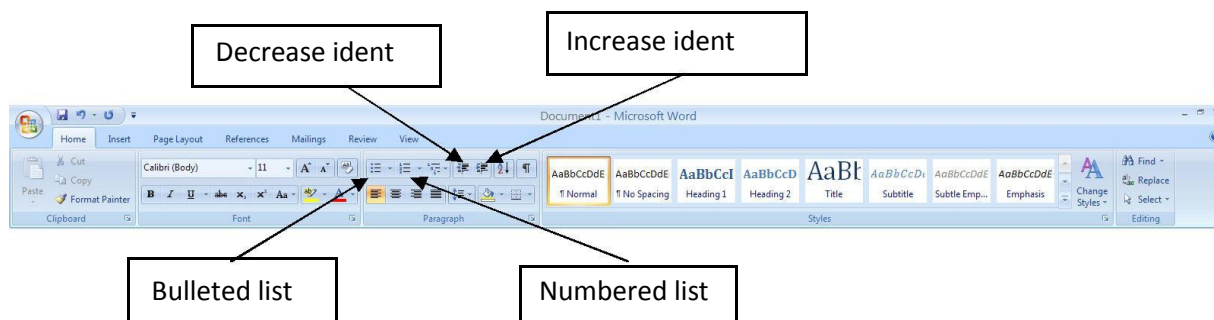 Decrease ident
Increase ident
Document1 - Microsoft Word
Home Insert Page Layout References Mailings Review View
Cut
Copy
Paste
Format Painter
Clipboard
Calibri (Body) 11
Font
Paragraph
AaBbCcDdE AaBbCcDdE AaBbCcI AaBbCcD AaBb AaBbCcDi AaBbCcDdE AaBbCcDdE
¶ Normal ¶ No Spacing Heading 1 Heading 2 Title Subtitle Subtle Emp... Emphasis
Styles
Change
Styles
Find
Replace
Select
Editing
Bulleted list
Numbered list